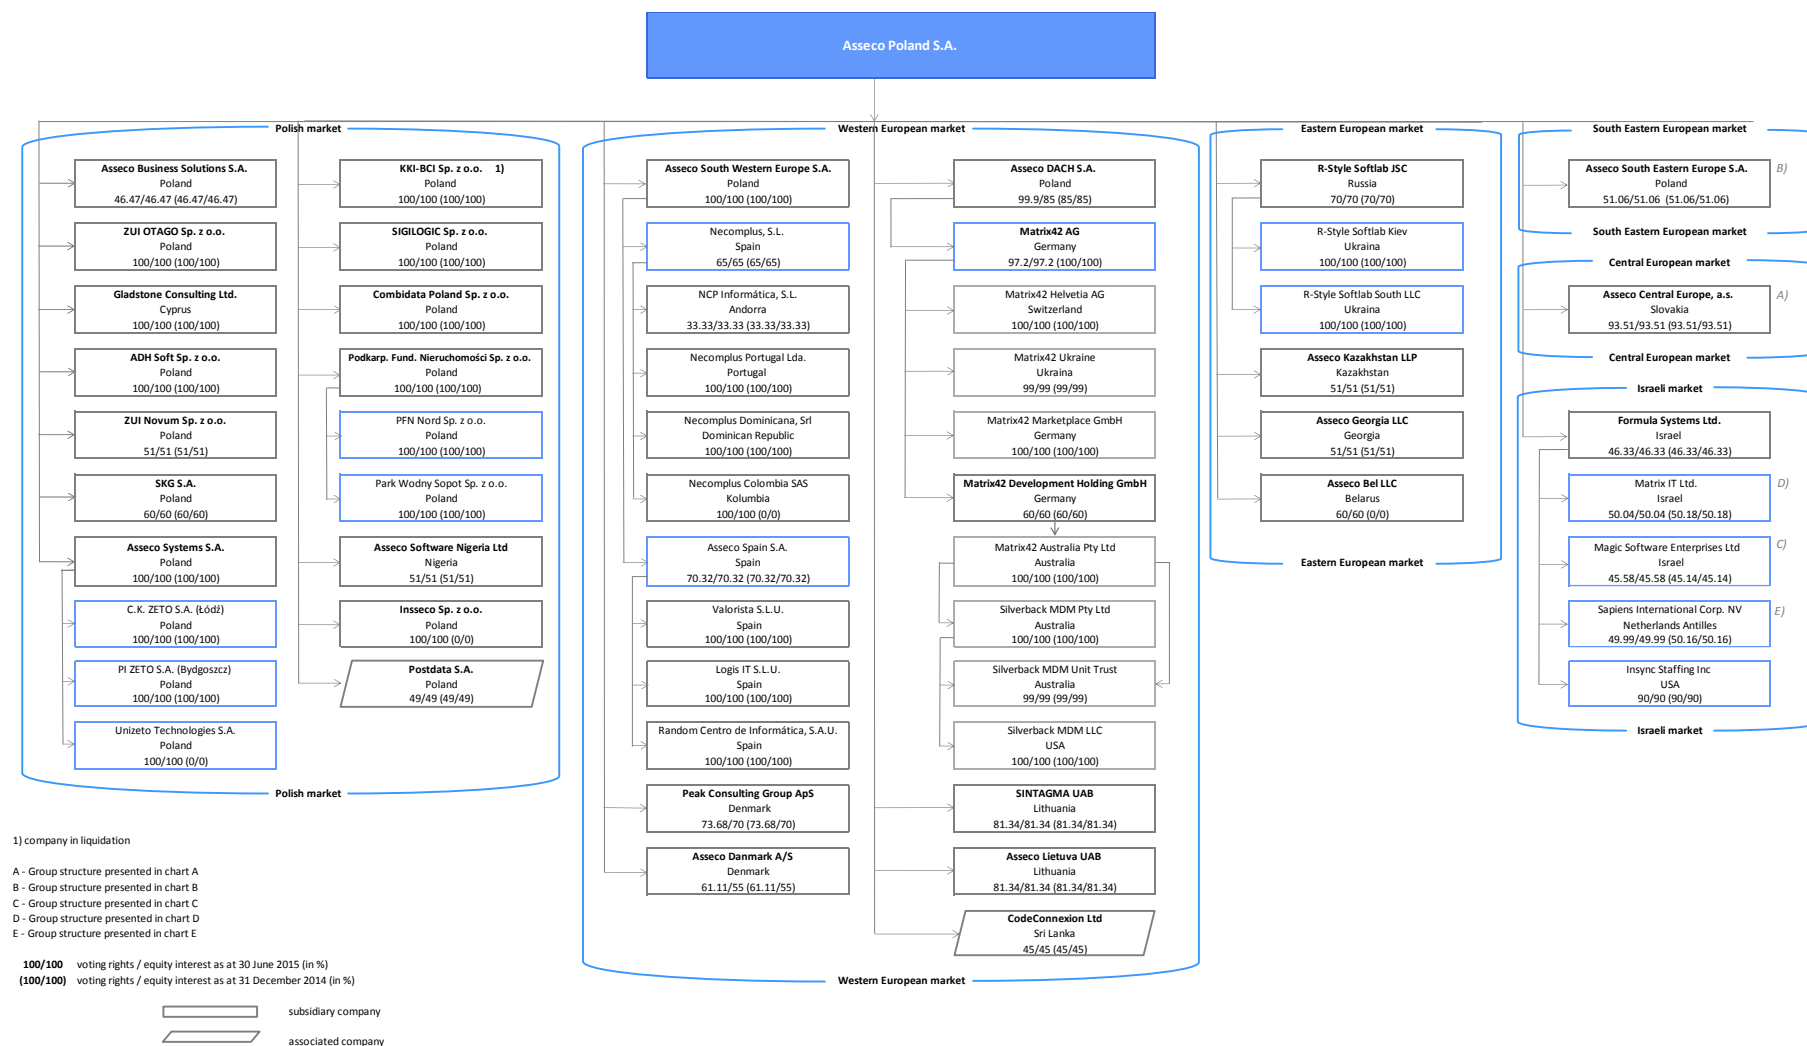 Asseco Poland S.A.
Polish market
Asseco Business Solutions S.A.
Poland
46.47/46.47 (46.47/46.47)
ZUI OTAGO Sp. z o.o.
Poland
100/100 (100/100)
Gladstone Consulting Ltd.
Cyprus
100/100 (100/100)
ADH Soft Sp. z o.o.
Poland
100/100 (100/100)
ZUI Novum Sp. z o.o.
Poland
51/51 (51/51)
SKG S.A.
Poland
60/60 (60/60)
Asseco Systems S.A.
Poland
100/100 (100/100)
C.K. ZETO S.A. (Łódź)
Poland
100/100 (100/100)
PI ZETO S.A. (Bydgoszcz)
Poland
100/100 (100/100)
Unizeto Technologies S.A.
Poland
100/100 (0/0)
KKI-BCI Sp. z o.o. 1)
Poland
100/100 (100/100)
SIGILOGIC Sp. z o.o.
Poland
100/100 (100/100)
Combidata Poland Sp. z o.o.
Poland
100/100 (100/100)
Podkarp. Fund. Nieruchomości Sp. z o.o.
Poland
100/100 (100/100)
PFN Nord Sp. z o.o.
Poland
100/100 (100/100)
Park Wodny Sopot Sp. z o.o.
Poland
100/100 (100/100)
Asseco Software Nigeria Ltd
Nigeria
51/51 (51/51)
Insseco Sp. z o.o.
Poland
100/100 (0/0)
Postdata S.A.
Poland
49/49 (49/49)
Polish market
Western European market
Asseco South Western Europe S.A.
Poland
100/100 (100/100)
Necomplus, S.L.
Spain
65/65 (65/65)
NCP Informática, S.L.
Andorra
33.33/33.33 (33.33/33.33)
Necomplus Portugal Lda.
Portugal
100/100 (100/100)
Necomplus Dominicana, Srl
Dominican Republic
100/100 (100/100)
Necomplus Colombia SAS
Kolumbia
100/100 (0/0)
Asseco Spain S.A.
Spain
70.32/70.32 (70.32/70.32)
Valorista S.L.U.
Spain
100/100 (100/100)
Logis IT S.L.U.
Spain
100/100 (100/100)
Random Centro de Informática, S.A.U.
Spain
100/100 (100/100)
Peak Consulting Group ApS
Denmark
73.68/70 (73.68/70)
Asseco Danmark A/S
Denmark
61.11/55 (61.11/55)
Asseco DACH S.A.
Poland
99.9/85 (85/85)
Matrix42 AG
Germany
97.2/97.2 (100/100)
Matrix42 Helvetia AG
Switzerland
100/100 (100/100)
Matrix42 Ukraine
Ukraina
99/99 (99/99)
Matrix42 Marketplace GmbH
Germany
100/100 (100/100)
Matrix42 Development Holding GmbH
Germany
60/60 (60/60)
Matrix42 Australia Pty Ltd
Australia
100/100 (100/100)
Silverback MDM Pty Ltd
Australia
100/100 (100/100)
Silverback MDM Unit Trust
Australia
99/99 (99/99)
Silverback MDM LLC
USA
100/100 (100/100)
SINTAGMA UAB
Lithuania
81.34/81.34 (81.34/81.34)
Asseco Lietuva UAB
Lithuania
81.34/81.34 (81.34/81.34)
CodeConnexion Ltd
Sri Lanka
45/45 (45/45)
Western European market
Eastern European market
R-Style Softlab JSC
Russia
70/70 (70/70)
R-Style Softlab Kiev
Ukraina
100/100 (100/100)
R-Style Softlab South LLC
Ukraina
100/100 (100/100)
Asseco Kazakhstan LLP
Kazakhstan
51/51 (51/51)
Asseco Georgia LLC
Georgia
51/51 (51/51)
Asseco Bel LLC
Belarus
60/60 (0/0)
Eastern European market
South Eastern European market
Asseco South Eastern Europe S.A. B)
Poland
51.06/51.06 (51.06/51.06)
South Eastern European market
Central European market
Asseco Central Europe, a.s. A)
Slovakia
93.51/93.51 (93.51/93.51)
Central European market
Israeli market
Formula Systems Ltd.
Israel
46.33/46.33 (46.33/46.33)
Matrix IT Ltd. D)
Israel
50.04/50.04 (50.18/50.18)
Magic Software Enterprises Ltd C)
Israel
45.58/45.58 (45.14/45.14)
Sapiens International Corp. NV E)
Netherlands Antilles
49.99/49.99 (50.16/50.16)
Insync Staffing Inc
USA
90/90 (90/90)
Israeli market
1) company in liquidation
A - Group structure presented in chart A
B - Group structure presented in chart B
C - Group structure presented in chart C
D - Group structure presented in chart D
E - Group structure presented in chart E
100/100 voting rights / equity interest as at 30 June 2015 (in %)
(100/100) voting rights / equity interest as at 31 December 2014 (in %)
subsidiary company
associated company